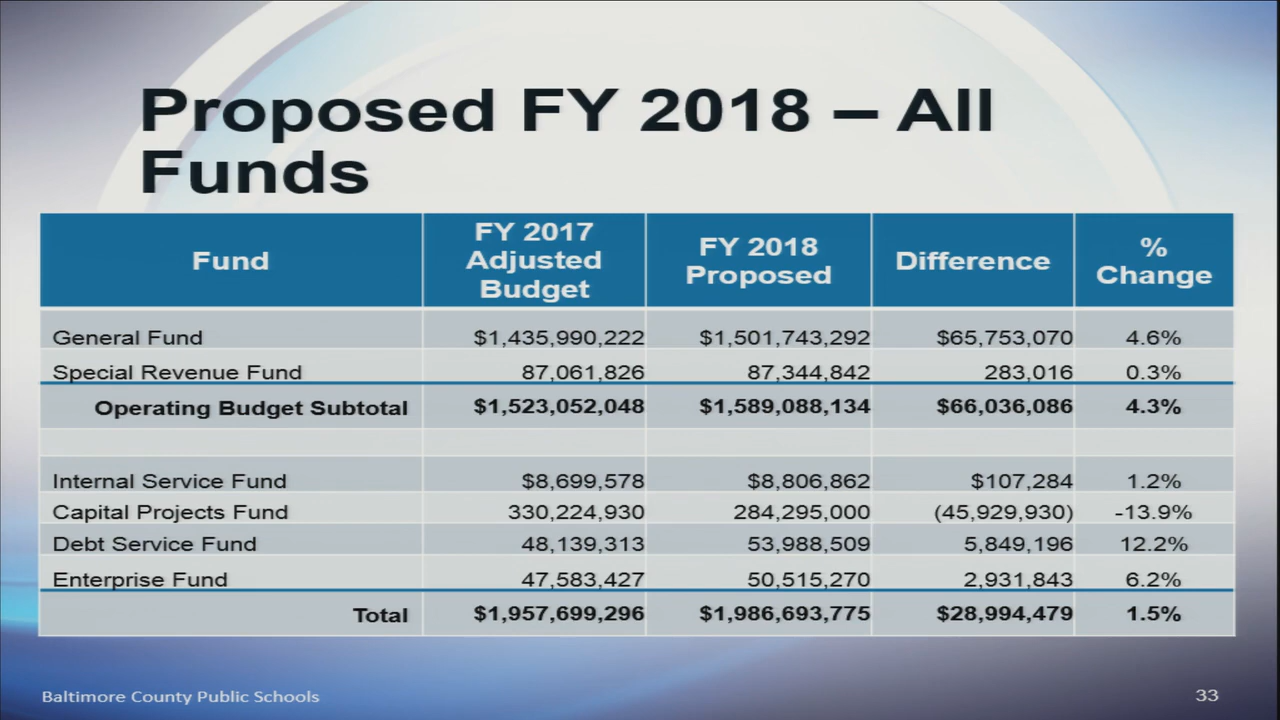 Proposed FY 2018 – All
Funds
Fund FY 2017 Adjusted Budget FY 2018 Proposed Difference % Change
General Fund $1,435,990,222 $1,501,743,292 $65,753,070 4.6%
Special Revenue Fund 87,061,826 87,344,842 283,016 0.3%
Operating Budget Subtotal $1,523,052,048 $1,589,088,134 $66,036,086 4.3%
Internal Service Fund $8,699,578 $8,806,862 $107,284 1.2%
Capital Projects Fund 330,224,930 284,295,000 (45,929,930) -13.9%
Debt Service Fund 48,139,313 53,988,509 5,849,196 12.2%
Enterprise Fund 47,583,427 50,515,270 2,931,843 6.2%
Total $1,957,699,296 $1,986,693,775 $28,994,479 1.5%
Baltimore County Public Schools 33